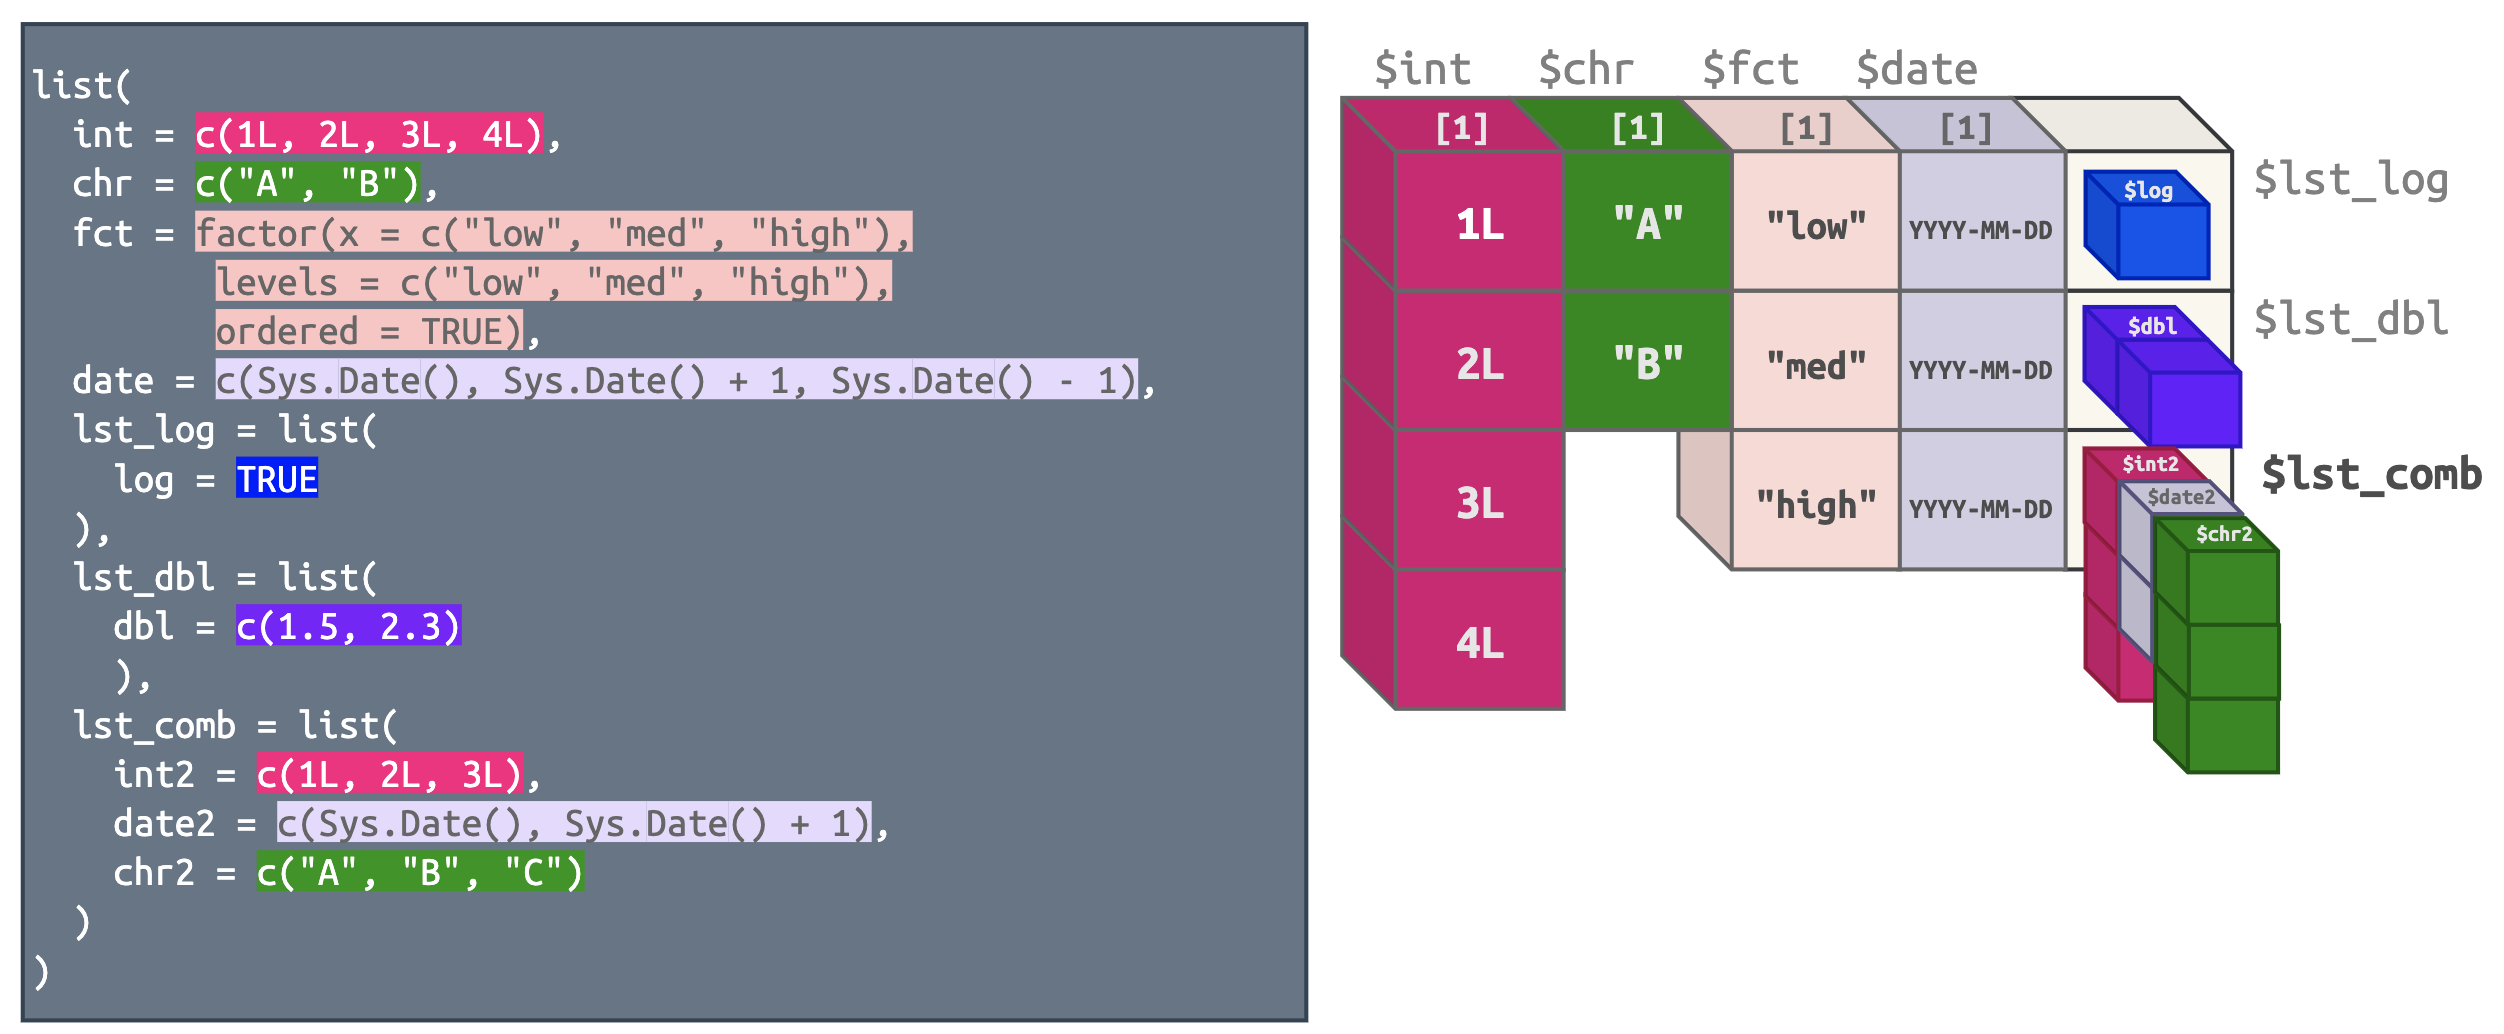 list(
  int = c(1L, 2L, 3L, 4L),
  chr = c("A", "B"),
  fct = factor(x = c("low", "med", "high"),
         levels = c("low", "med", "high"),
         ordered = TRUE),
  date = c(Sys.Date(), Sys.Date() + 1, Sys.Date() - 1),
  lst_log = list(
    log = TRUE
  ),
  lst_dbl = list(
    dbl = c(1.5, 2.3)
    ),
  lst_comb = list(
    int2 = c(1L, 2L, 3L),
    date2 = c(Sys.Date(), Sys.Date() + 1),
    chr2 = c("A", "B", "C")
  )
)
$int $chr $fct $date
[1] [1] [1] [1]
1L "A" "low" YYYY-MM-DD $log $lst_log
2L "B" "med" YYYY-MM-DD $dbl $lst_dbl
3L "high" YYYY-MM-DD $int2 $lst_comb
$date2
$chr2
4L